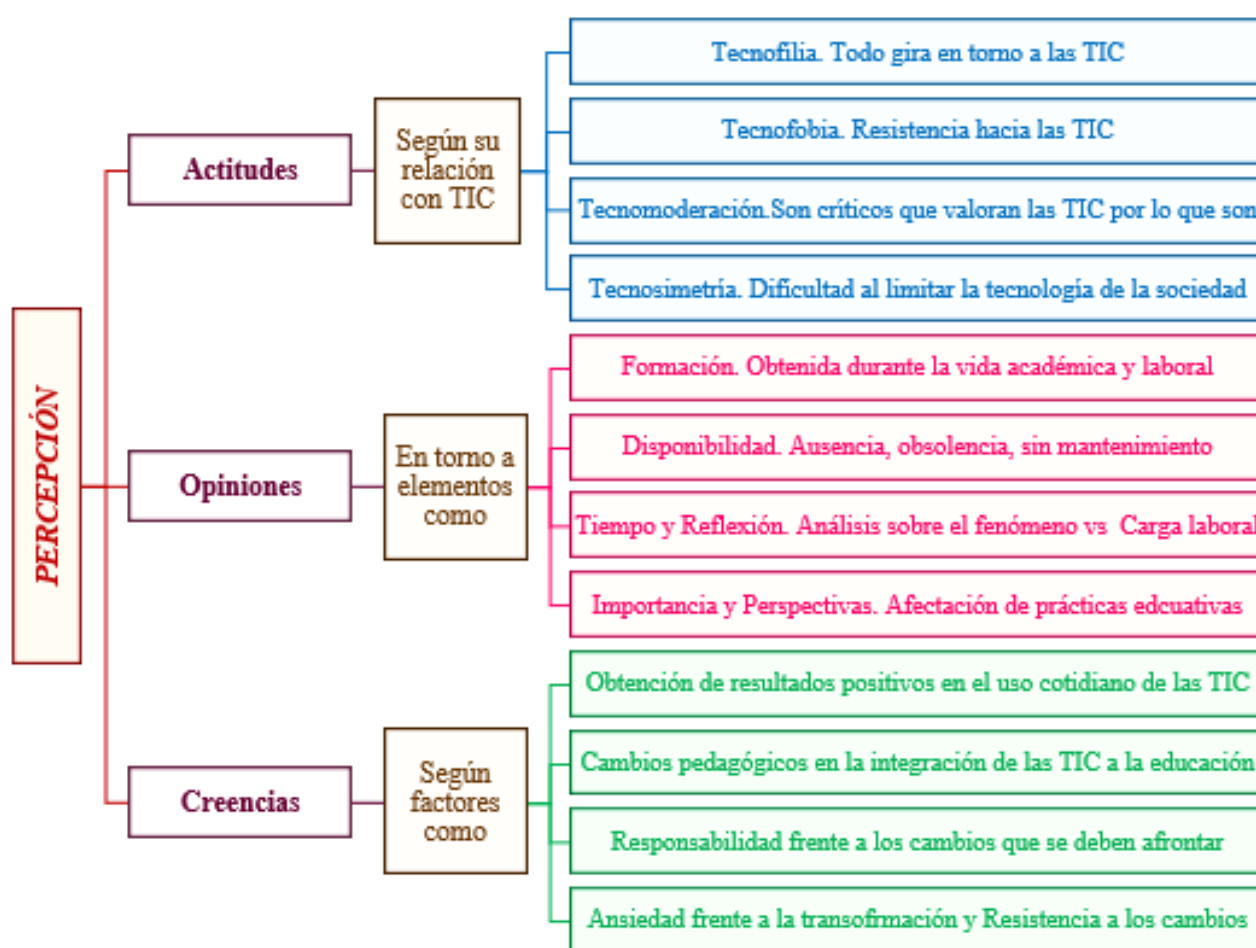 PERCEPCIÓN
Actitudes
Según su
relación
con TIC
Tecnofilia. Todo gira en torno a las TIC
Tecnofobia. Resistencia hacia las TIC
Tecnomoderación.Son críticos que valoran las TIC por lo que son
Tecnosimetría. Dificultad al limitar la tecnología de la sociedad
Opiniones
En torno a
elementos
como
Formación. Obtenida durante la vida académica y laboral
Disponibilidad. Ausencia, obsolencia, sin mantenimiento
Tiempo y Reflexión. Análisis sobre el fenómeno vs  Carga laboral
Importancia y Perspectivas. Afectación de prácticas edcuativas
Creencias
Según
factores
como
Obtención de resultados positivos en el uso cotidiano de las TIC
Cambios pedagógicos en la integración de las TIC a la educación
Responsabilidad frente a los cambios que se deben afrontar
Ansiedad frente a la transofrmación y Resistencia a los cambios